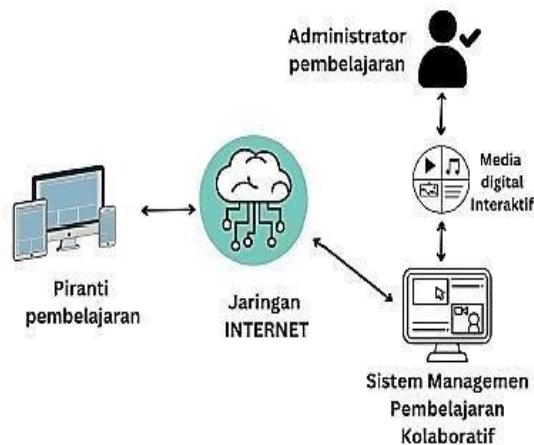 Administrator
pembelajaran
Media
digital
Interaktif
Piranti
pembelajaran
Jaringan
INTERNET
Sistem Managemen
Pembelajaran
Kolaboratif